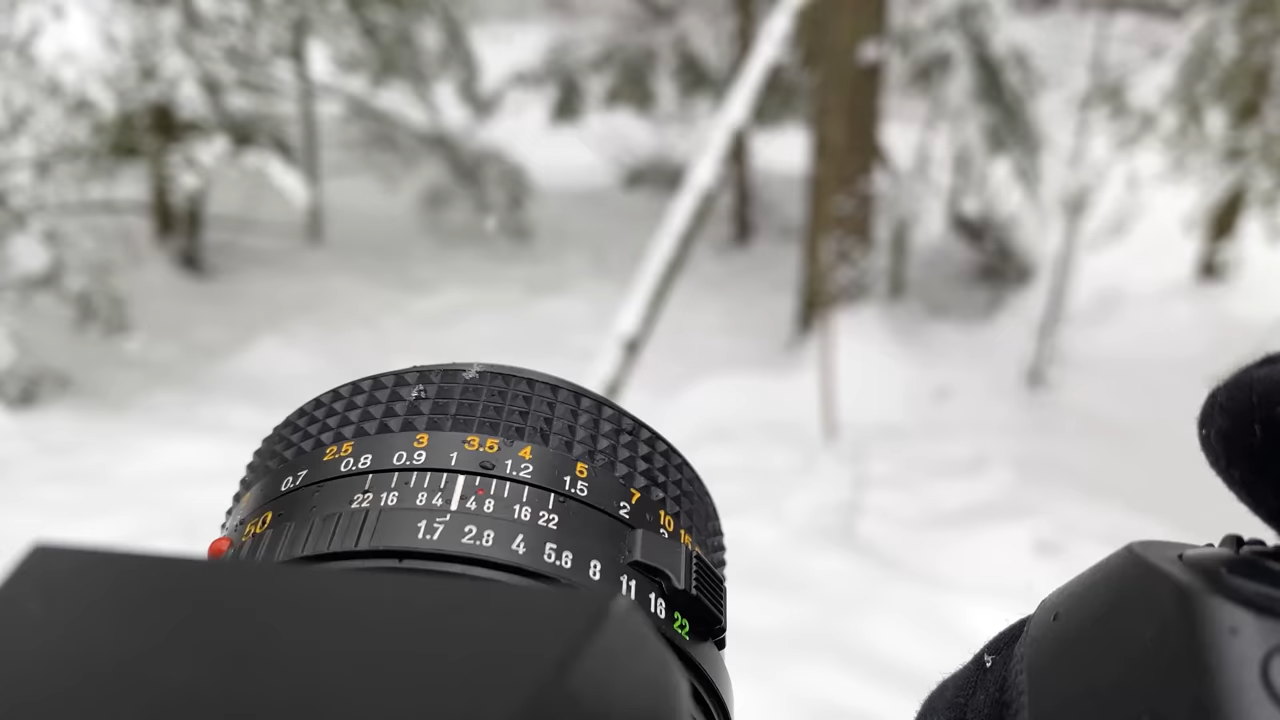 2.5 3 3.5 4 5 7 10 15
0.7 0.8 0.9 1 1.2 1.5 2 3
22 16 8 4 4 8 16 22
50
1.7 2.8 4 5.6 8 11 16 22